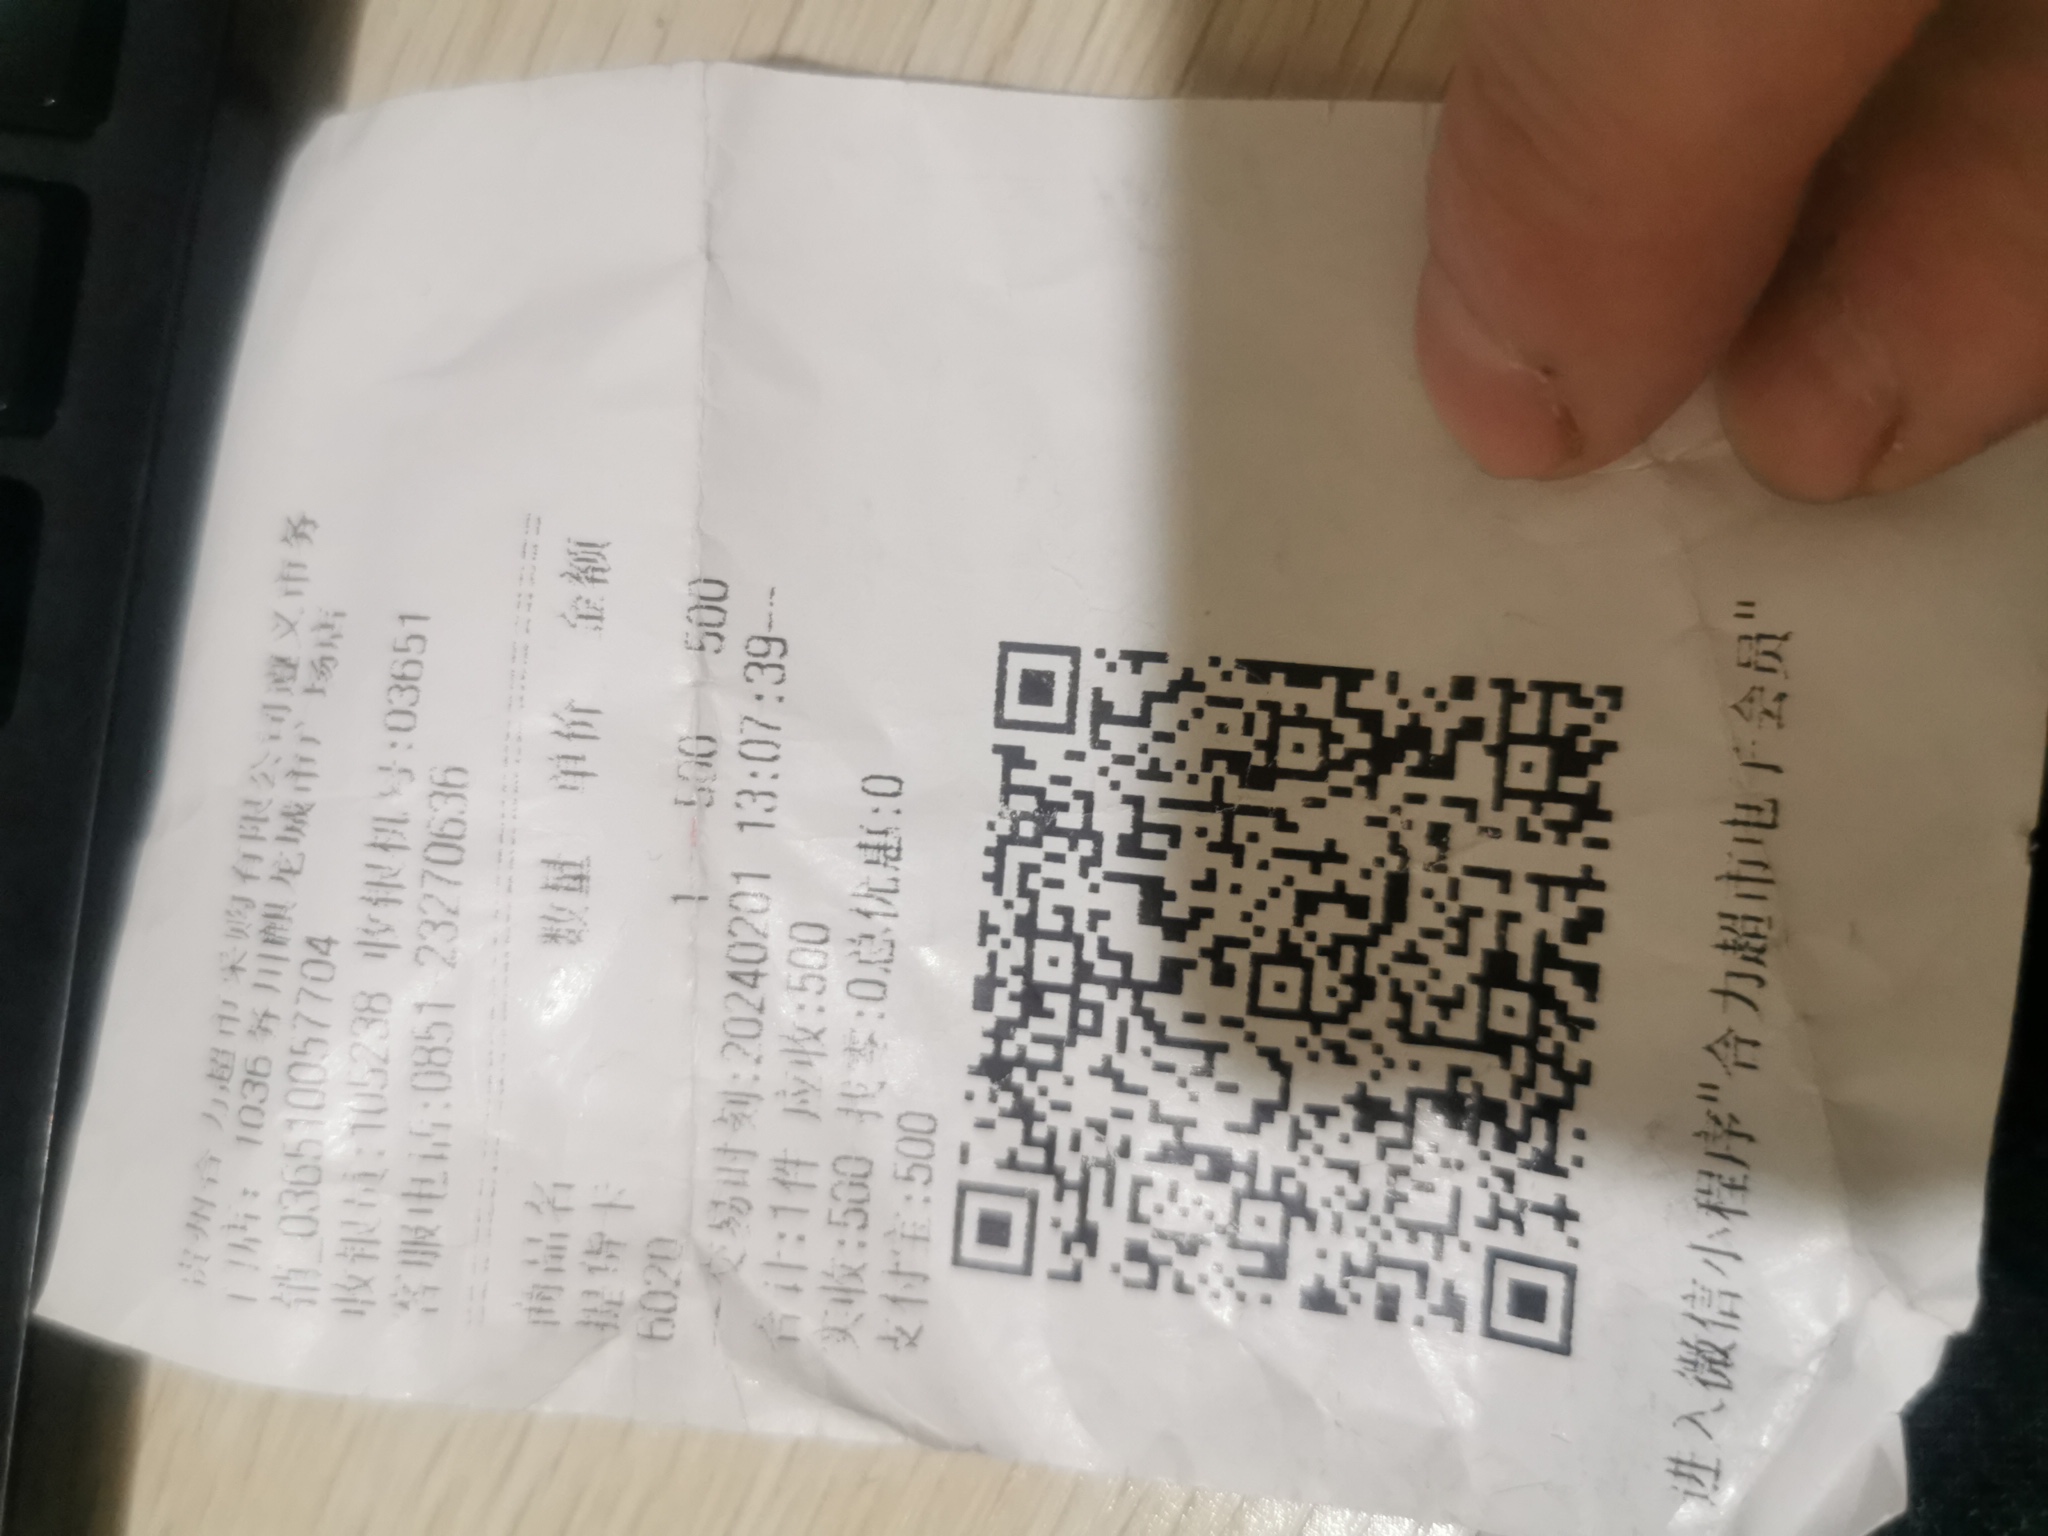 贵州合力超市采购有限公司遵义市务
门店: 1036务川麒龙城市广场店
销_0365100577​04
收银员:1052​38 收银机号:03651
客服电话:0851 23270636
商品名 数量 单价 金额
提货卡
6020 1 500 500
交易时刻:20240201 13:07:39
合计:1件 应收:500
实收:500 找零:0总优惠:0
支付宝:500
进入微信小程序"合力超市电子会员"